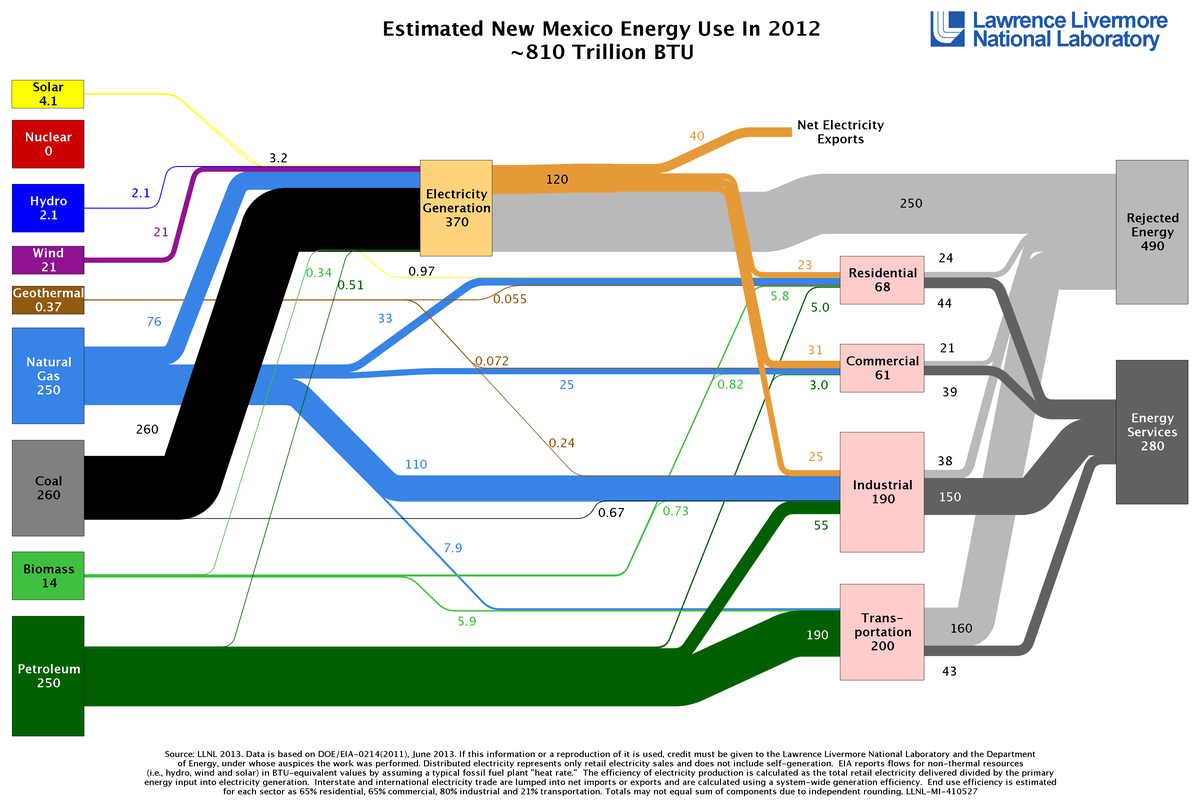 Estimated New Mexico Energy Use In 2012
~810 Trillion BTU
Lawrence Livermore
National Laboratory
Solar
4.1
Nuclear
0
Hydro
2.1
Wind
21
Geothermal
0.37
Natural
Gas
250
Coal
260
Biomass
14
Petroleum
250
3.2
2.1
21
76
260
0.34
0.51
0.97
0.055
33
0.072
25
0.24
110
0.67
7.9
5.9
0.73
0.82
5.8
5.0
3.0
55
190
Electricity
Generation
370
120
40
Net Electricity
Exports
250
23
31
25
Residential
68
Commercial
61
Industrial
190
Trans-
portation
200
24
44
21
39
38
150
160
43
Rejected
Energy
490
Energy
Services
280
Source: LLNL 2013. Data is based on DOE/EIA-0214(2011), June 2013. If this information or a reproduction of it is used, credit must be given to the Lawrence Livermore National Laboratory and the Department
of Energy, under whose auspices the work was performed. Distributed electricity represents only retail electricity sales and does not include self-generation.  EIA reports flows for non-thermal resources
(i.e., hydro, wind and solar) in BTU-equivalent values by assuming a typical fossil fuel plant "heat rate."  The efficiency of electricity production is calculated as the total retail electricity delivered divided by the primary
energy input into electricity generation.  Interstate and international electricity trade are lumped into net imports or exports and are calculated using a system-wide generation efficiency.  End use efficiency is estimated
for each sector as 65% residential, 65% commercial, 80% industrial and 21% transportation. Totals may not equal sum of components due to independent rounding. LLNL-MI-410527